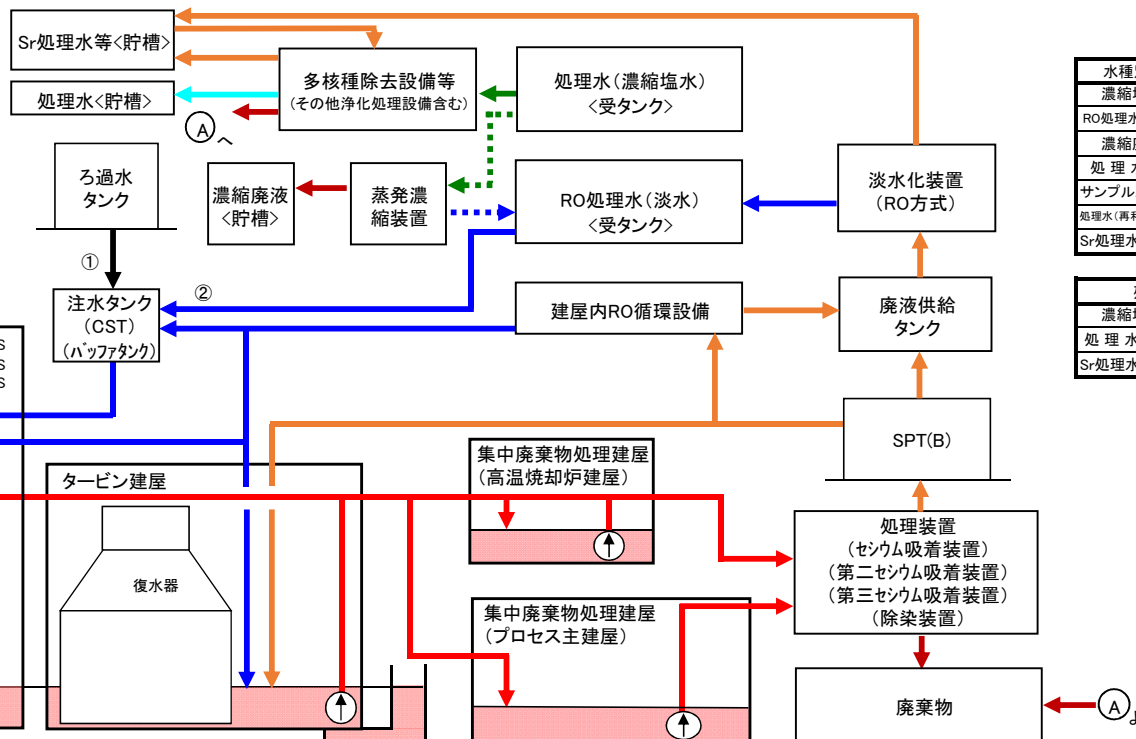 Sr処理水等<貯槽>
処理水<貯槽>
多核種除去設備等
(その他浄化処理設備含む)
A へ
処理水(濃縮塩水)
<受タンク>
ろ過水
タンク
濃縮廃液
<貯槽>
蒸発濃
縮装置
RO処理水(淡水)
<受タンク>
淡水化装置
(RO方式)
①
②
注水タンク
(CST)
(バッファタンク)
建屋内RO循環設備
廃液供給
タンク
SPT(B)
S
S
S
タービン建屋
復水器
集中廃棄物処理建屋
(高温焼却炉建屋)
集中廃棄物処理建屋
(プロセス主建屋)
処理装置
(セシウム吸着装置)
(第二セシウム吸着装置)
(第三セシウム吸着装置)
(除染装置)
廃棄物
A
水種
濃縮
RO処理水
濃縮
処理水
サンプル
処理水(再
Sr処理水
濃縮
処理水
Sr処理水